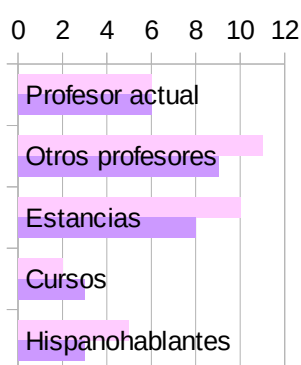 0 2 4 6 8 10 12
Profesor actual
Otros profesores
Estancias
Cursos
Hispanohablantes